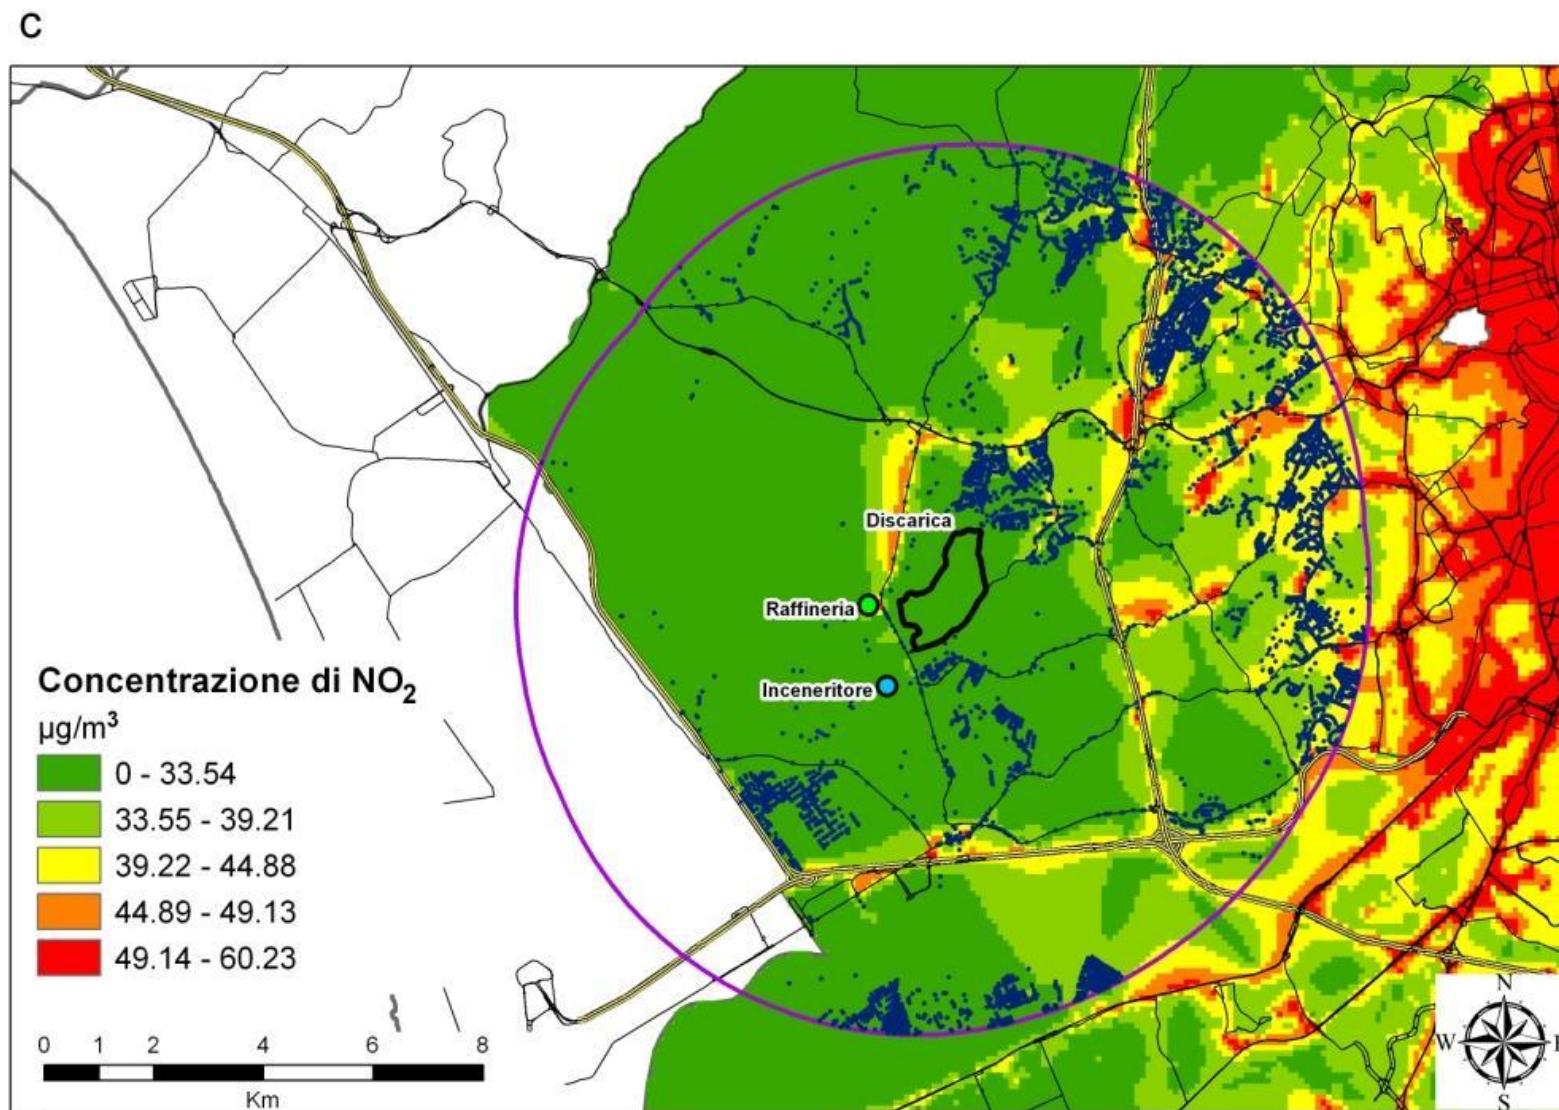 C
Discarica
Raffineria
Inceneritore
Concentrazione di NO₂
µg/m³
0 - 33.54
33.55 - 39.21
39.22 - 44.88
44.89 - 49.13
49.14 - 60.23
0 1 2 4 6 8
Km
N
W E
S